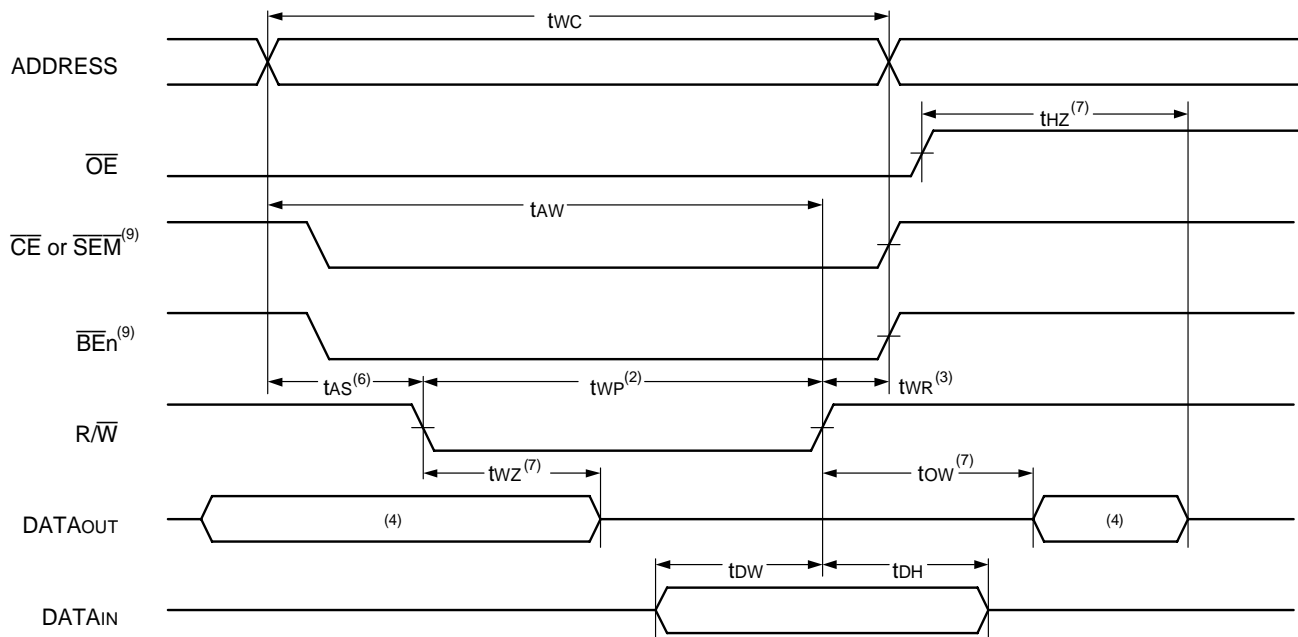 tWC
ADDRESS
tHZ(7)
OE
tAW
CE or SEM(9)
BEn(9)
tAS(6) tWP(2) tWR(3)
R/W
tWZ(7) tOW(7)
DATAOUT (4) (4)
tDW tDH
DATAIN